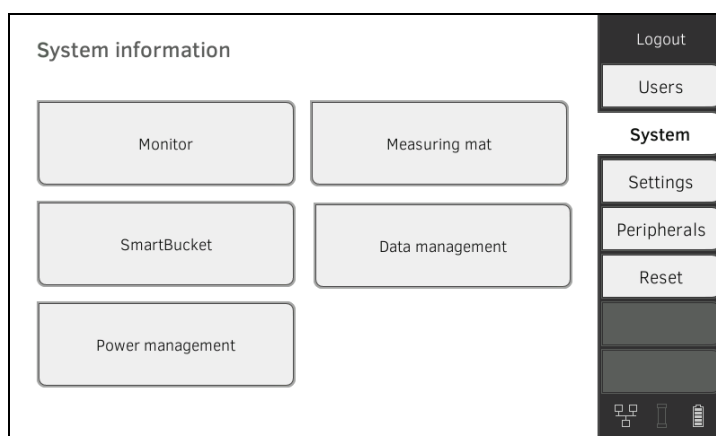 System information
Monitor
Measuring mat
SmartBucket
Data management
Power management
Logout
Users
System
Settings
Peripherals
Reset